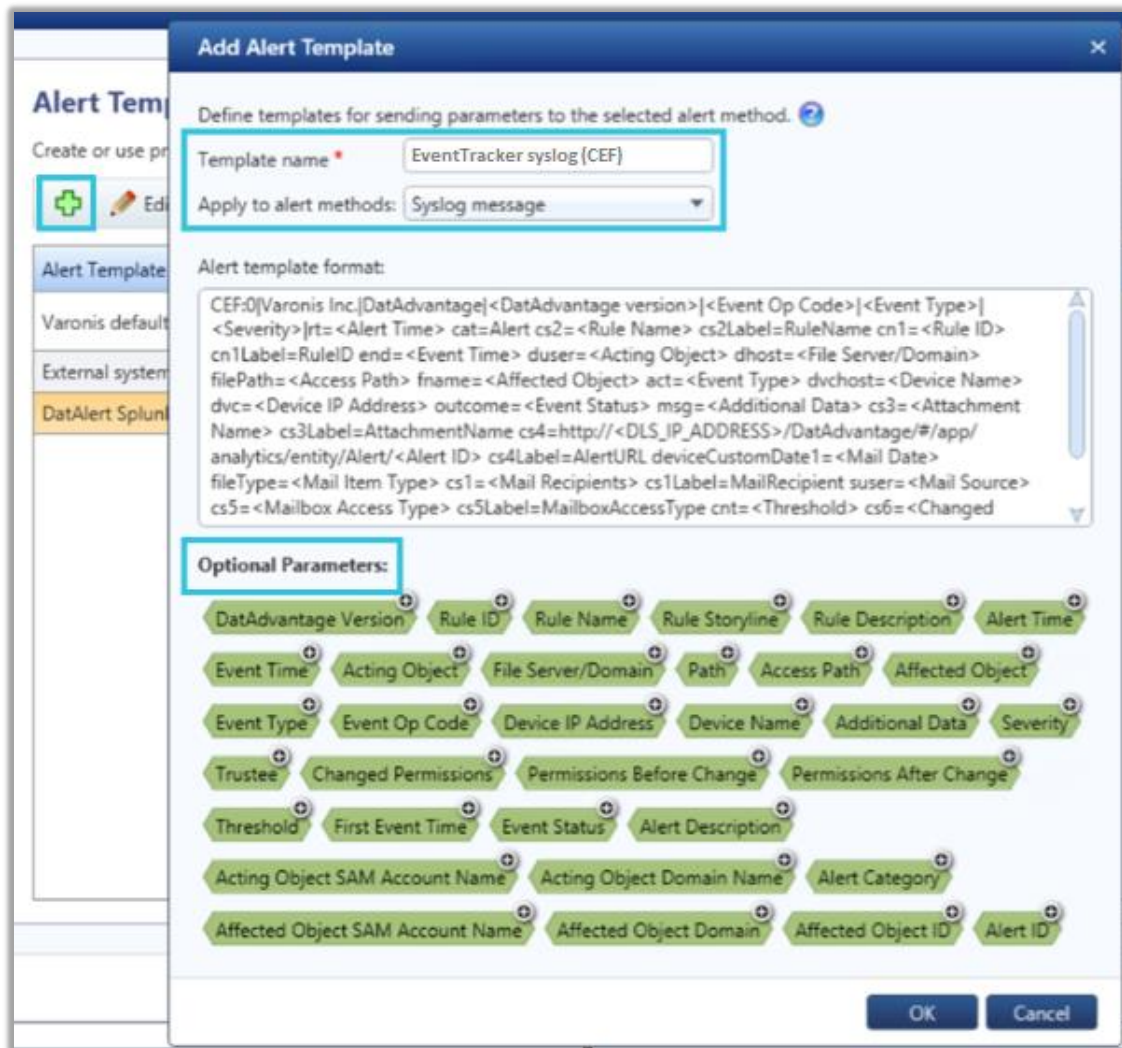 Add Alert Template
Alert Temp
Define templates for sending parameters to the selected alert method.
Create or use pr
Template name *
EventTracker syslog (CEF)
Edi
Apply to alert methods:
Syslog message
Alert Template
Alert template format:
Varonis default
External system
DatAlert Splunk
CEF:0|Varonis Inc.|DatAdvantage|<DatAdvantage version>|<Event Op Code>|<Event Type>|
<Severity>|rt=<Alert Time> cat=Alert cs2=<Rule Name> cs2Label=RuleName cn1=<Rule ID>
cn1Label=RuleID end=<Event Time> duser=<Acting Object> dhost=<File Server/Domain>
filePath=<Access Path> fname=<Affected Object> act=<Event Type> dvchost=<Device Name>
dvc=<Device IP Address> outcome=<Event Status> msg=<Additional Data> cs3=<Attachment
Name> cs3Label=AttachmentName cs4=http://<DLS_IP_ADDRESS>/DatAdvantage/#/app/
analytics/entity/Alert/<Alert ID> cs4Label=AlertURL deviceCustomDate1=<Mail Date>
fileType=<Mail Item Type> cs1=<Mail Recipients> cs1Label=MailRecipient suser=<Mail Source>
cs5=<Mailbox Access Type> cs5Label=MailboxAccessType cnt=<Threshold> cs6=<Changed
Optional Parameters:
DatAdvantage Version Rule ID Rule Name Rule Storyline Rule Description Alert Time
Event Time Acting Object File Server/Domain Path Access Path Affected Object
Event Type Event Op Code Device IP Address Device Name Additional Data Severity
Trustee Changed Permissions Permissions Before Change Permissions After Change
Threshold First Event Time Event Status Alert Description
Acting Object SAM Account Name Acting Object Domain Name Alert Category
Affected Object SAM Account Name Affected Object Domain Affected Object ID Alert ID
OK Cancel